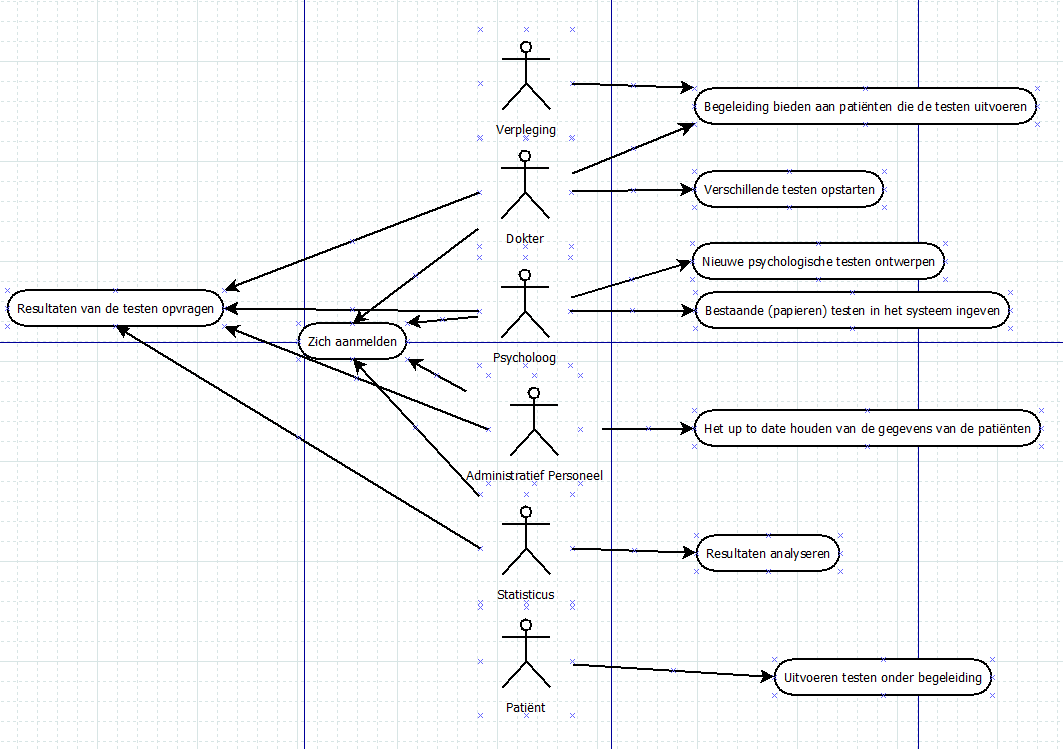 Verpleging
Begeleiding bieden aan patiënten die de testen uitvoeren
Dokter
Verschillende testen opstarten
Nieuwe psychologische testen ontwerpen
Resultaten van de testen opvragen
Bestaande (papieren) testen in het systeem ingeven
Zich aanmelden
Psycholoog
Het up to date houden van de gegevens van de patiënten
Administratief Personeel
Resultaten analyseren
Statisticus
Uitvoeren testen onder begeleiding
Patiënt